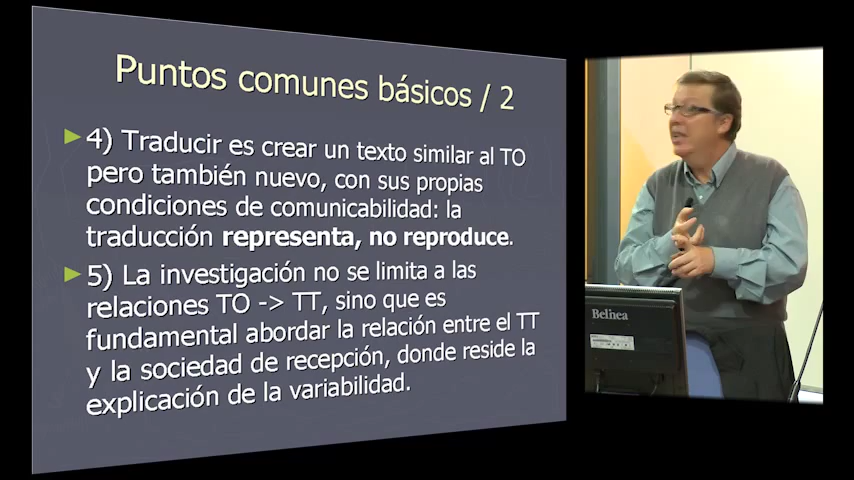 Puntos comunes básicos / 2
4) Traducir es crear un texto similar al TO
pero también nuevo, con sus propias
condiciones de comunicabilidad: la
traducción representa, no reproduce.
5) La investigación no se limita a las
relaciones TO -> TT, sino que es
fundamental abordar la relación entre el TT
y la sociedad de recepción, donde reside la
explicación de la variabilidad.
Belinea